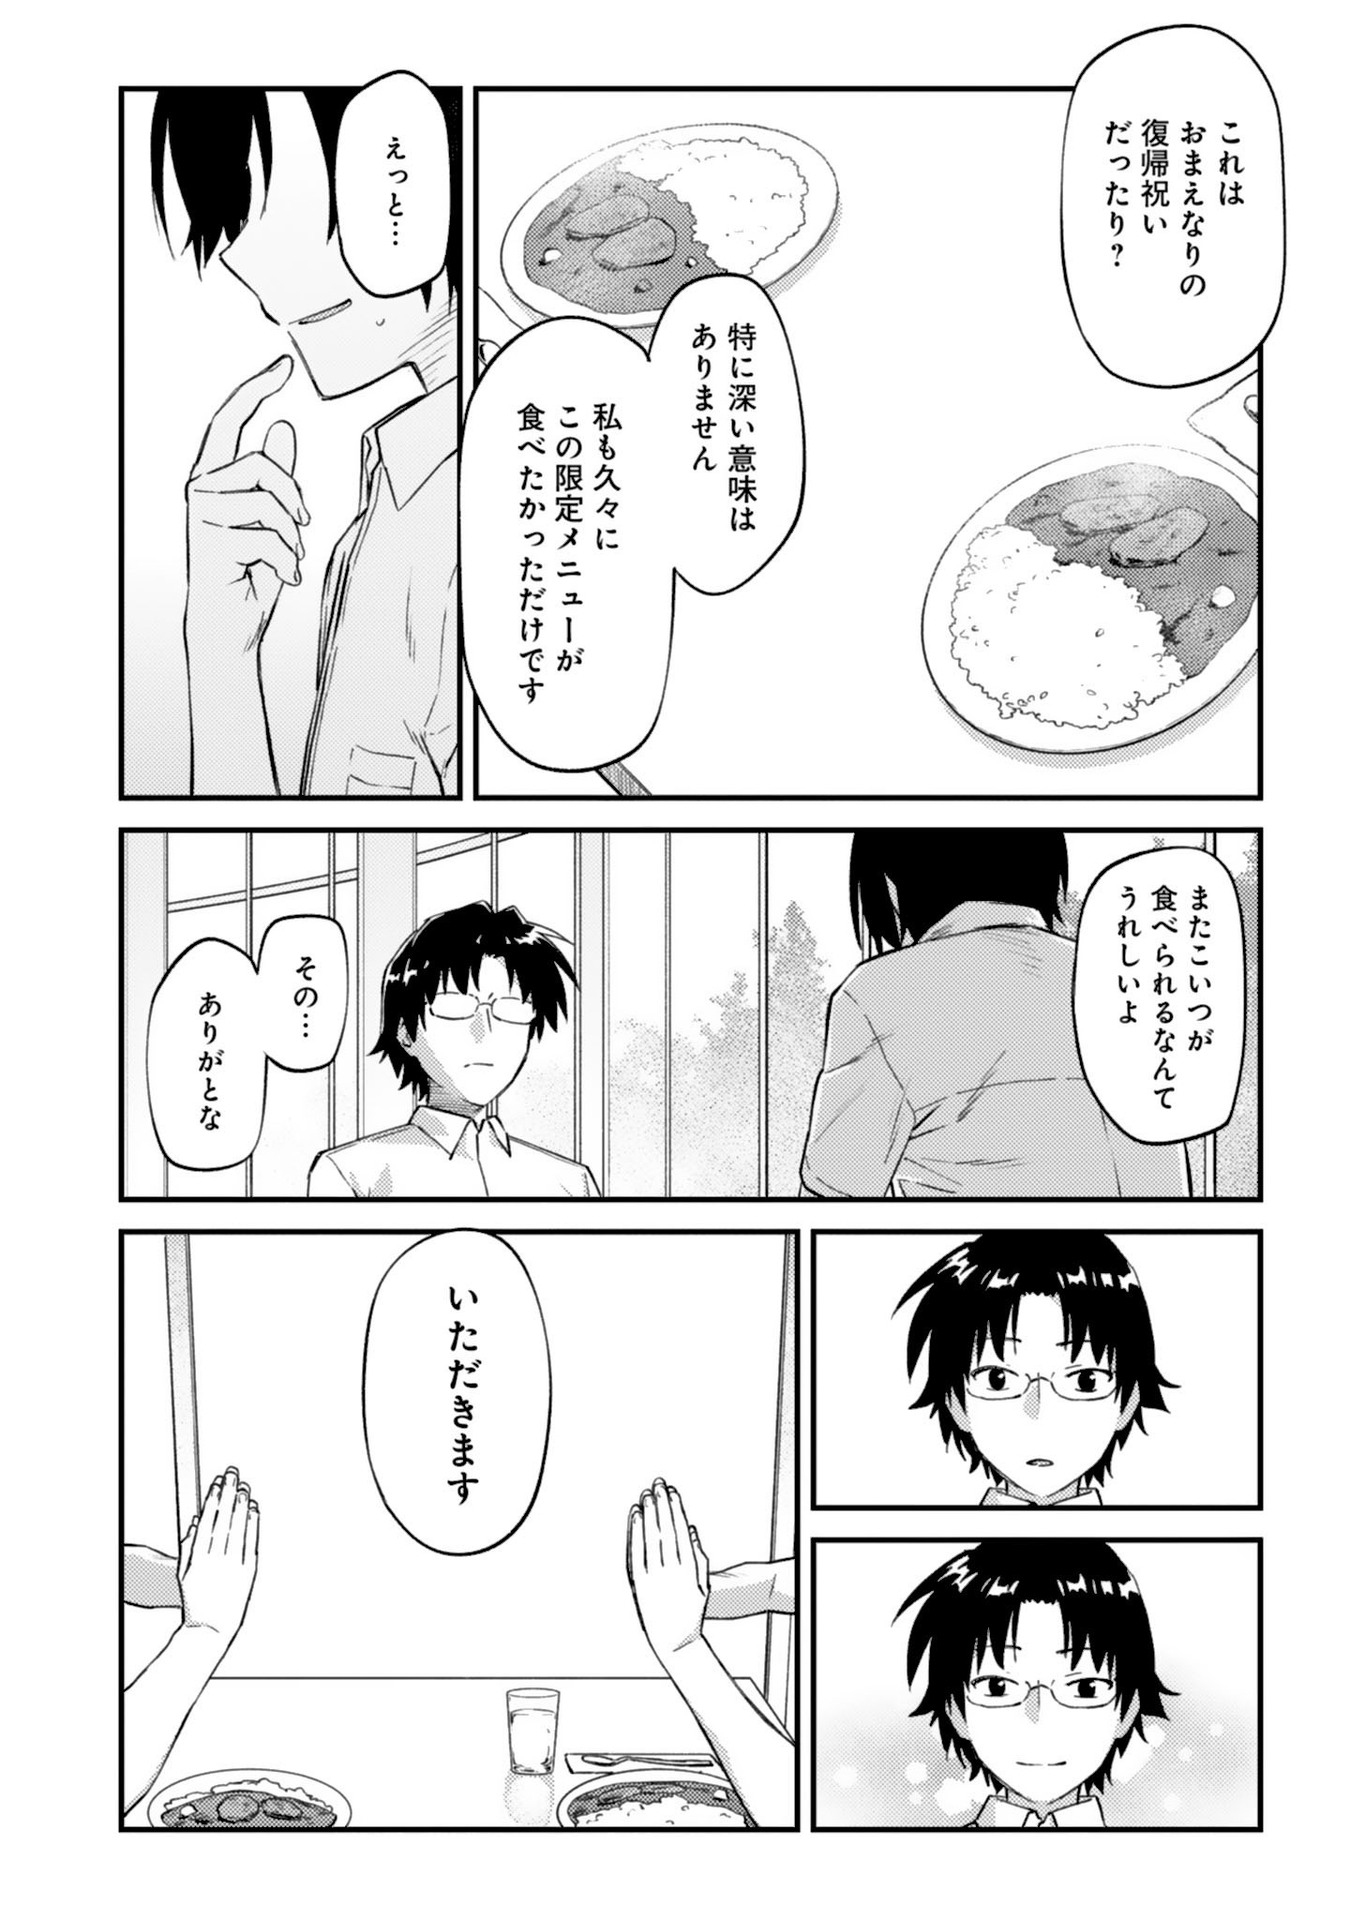 これは
おまえなりの
復帰祝い
だったり?
特に深い意味は
ありません
私も久々に
この限定メニューが
食べたかっただけです
えっと…
またこいつが
食べられるなんて
うれしいよ
その…
ありがとな
いただきます